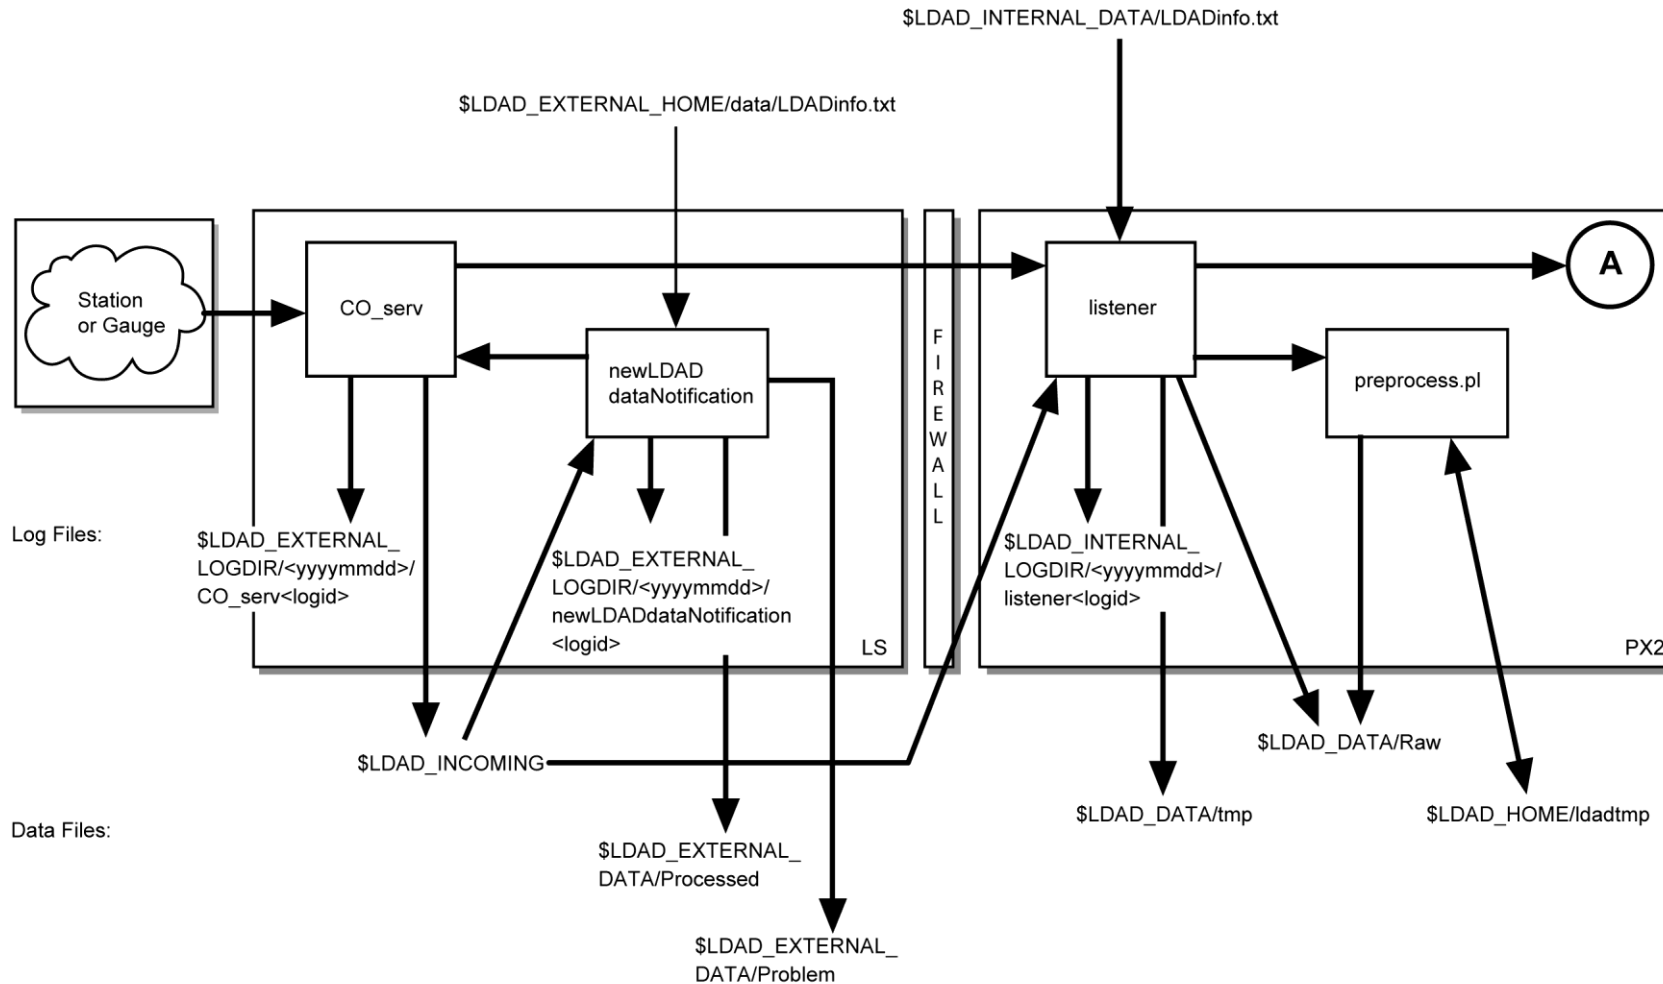 $LDAD_INTERNAL_DATA/LDADinfo.txt
$LDAD_EXTERNAL_HOME/data/LDADinfo.txt
Station
or Gauge
CO_serv
newLDAD
dataNotification
F
I
R
E
W
A
L
L
listener
A
preprocess.pl
Log Files:
$LDAD_EXTERNAL_
LOGDIR/<yyyymmdd>/
CO_serv<logid>
$LDAD_EXTERNAL_
LOGDIR/<yyyymmdd>/
newLDADdataNotification
<logid>
LS
$LDAD_INTERNAL_
LOGDIR/<yyyymmdd>/
listener<logid>
PX2
$LDAD_INCOMING
$LDAD_DATA/Raw
$LDAD_DATA/tmp
$LDAD_HOME/ldadtmp
Data Files:
$LDAD_EXTERNAL_
DATA/Processed
$LDAD_EXTERNAL_
DATA/Problem